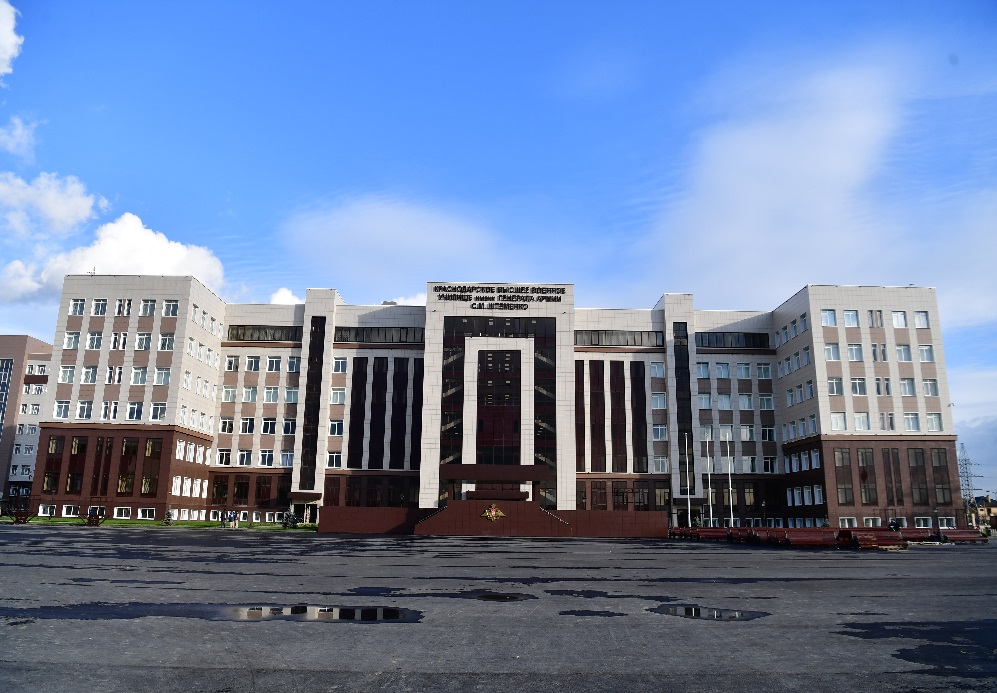 КРАСНОДАРСКОЕ ВЫСШЕЕ ВОЕННОЕ
УЧИЛИЩЕ имени ГЕНЕРАЛА АРМИИ
С.М. ШТЕМЕНКО